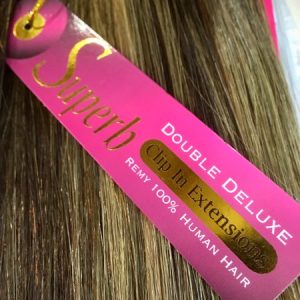 Superb
DOUBLE DELUXE
Clip In Extensions
REMY 100% HUMAN HAIR